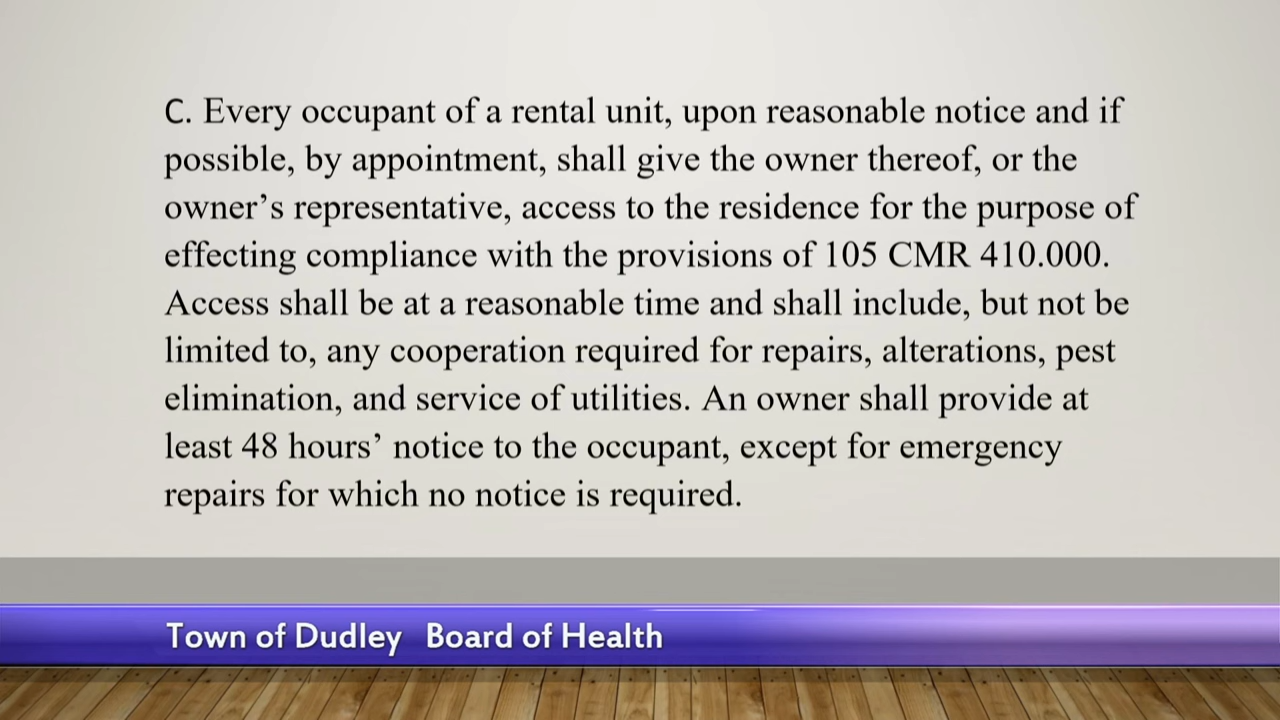 C. Every occupant of a rental unit, upon reasonable notice and if
possible, by appointment, shall give the owner thereof, or the
owner’s representative, access to the residence for the purpose of
effecting compliance with the provisions of 105 CMR 410.000.
Access shall be at a reasonable time and shall include, but not be
limited to, any cooperation required for repairs, alterations, pest
elimination, and service of utilities. An owner shall provide at
least 48 hours’ notice to the occupant, except for emergency
repairs for which no notice is required.
Town of Dudley Board of Health